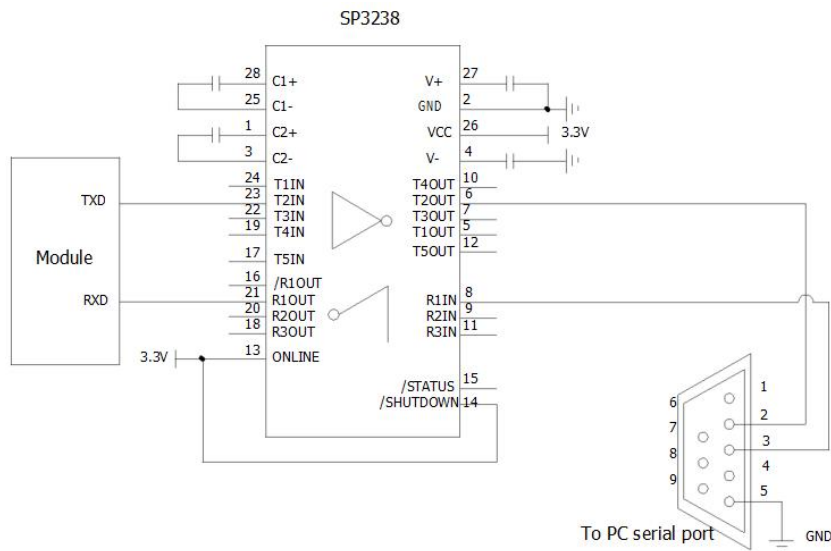 SP3238
28 C1+ V+ 27
25 C1- GND 2
1 C2+ VCC 26 3.3V
3 C2- V- 4
24 T1IN T4OUT 10
TXD 23 T2IN T2OUT 6
22 T3IN T3OUT 7
19 T4IN T1OUT 5
T5OUT 12
Module 17 T5IN
16 /R1OUT
RXD 21 R1OUT R1IN 8
20 R2OUT R2IN 9
18 R3OUT R3IN 11
3.3V 13 ONLINE
/STATUS 15
/SHUTDOWN 14
1
6
2
7
3
8
4
9
5
To PC serial port
GND